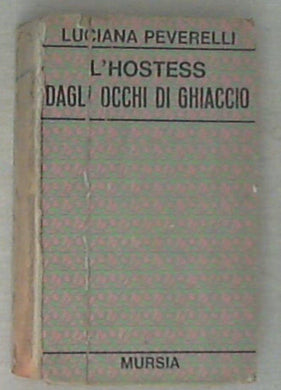 LUCIANA PEVERELLI
L'HOSTESS
DAGLI OCCHI DI GHIACCIO
MURSIA